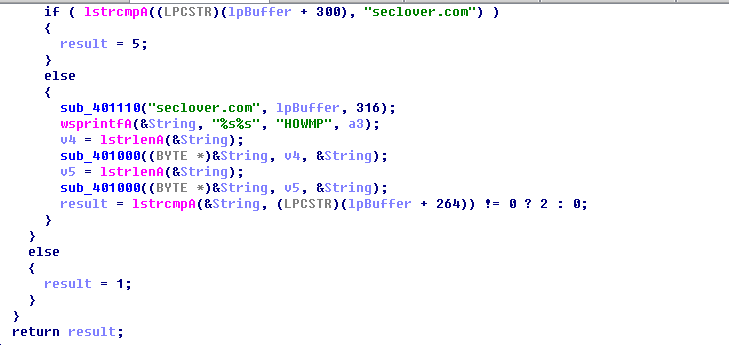 if ( lstrcmpA((LPCSTR)(lpBuffer + 300), "seclover.com") )
{
result = 5;
}
else
{
sub_401110("seclover.com", lpBuffer, 316);
wsprintfA(&String, "%s%s", "HOWMP", a3);
v4 = lstrlenA(&String);
sub_401000((BYTE *)&String, v4, &String);
v5 = lstrlenA(&String);
sub_401000((BYTE *)&String, v5, &String);
result = lstrcmpA(&String, (LPCSTR)(lpBuffer + 264)) != 0 ? 2 : 0;
}
}
else
{
result = 1;
}
}
return result;